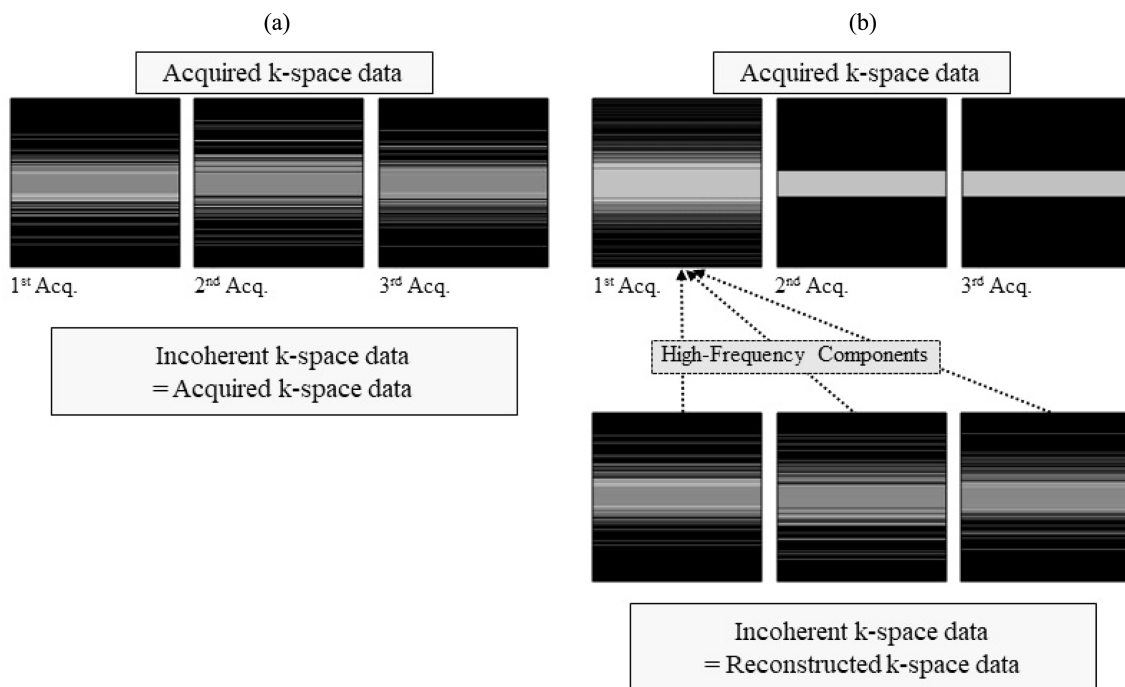 (a)
Acquired k-space data
1st Acq.
2nd Acq.
3rd Acq.
Incoherent k-space data
= Acquired k-space data
(b)
Acquired k-space data
1st Acq.
2nd Acq.
3rd Acq.
High-Frequency Components
Incoherent k-space data
= Reconstructed k-space data